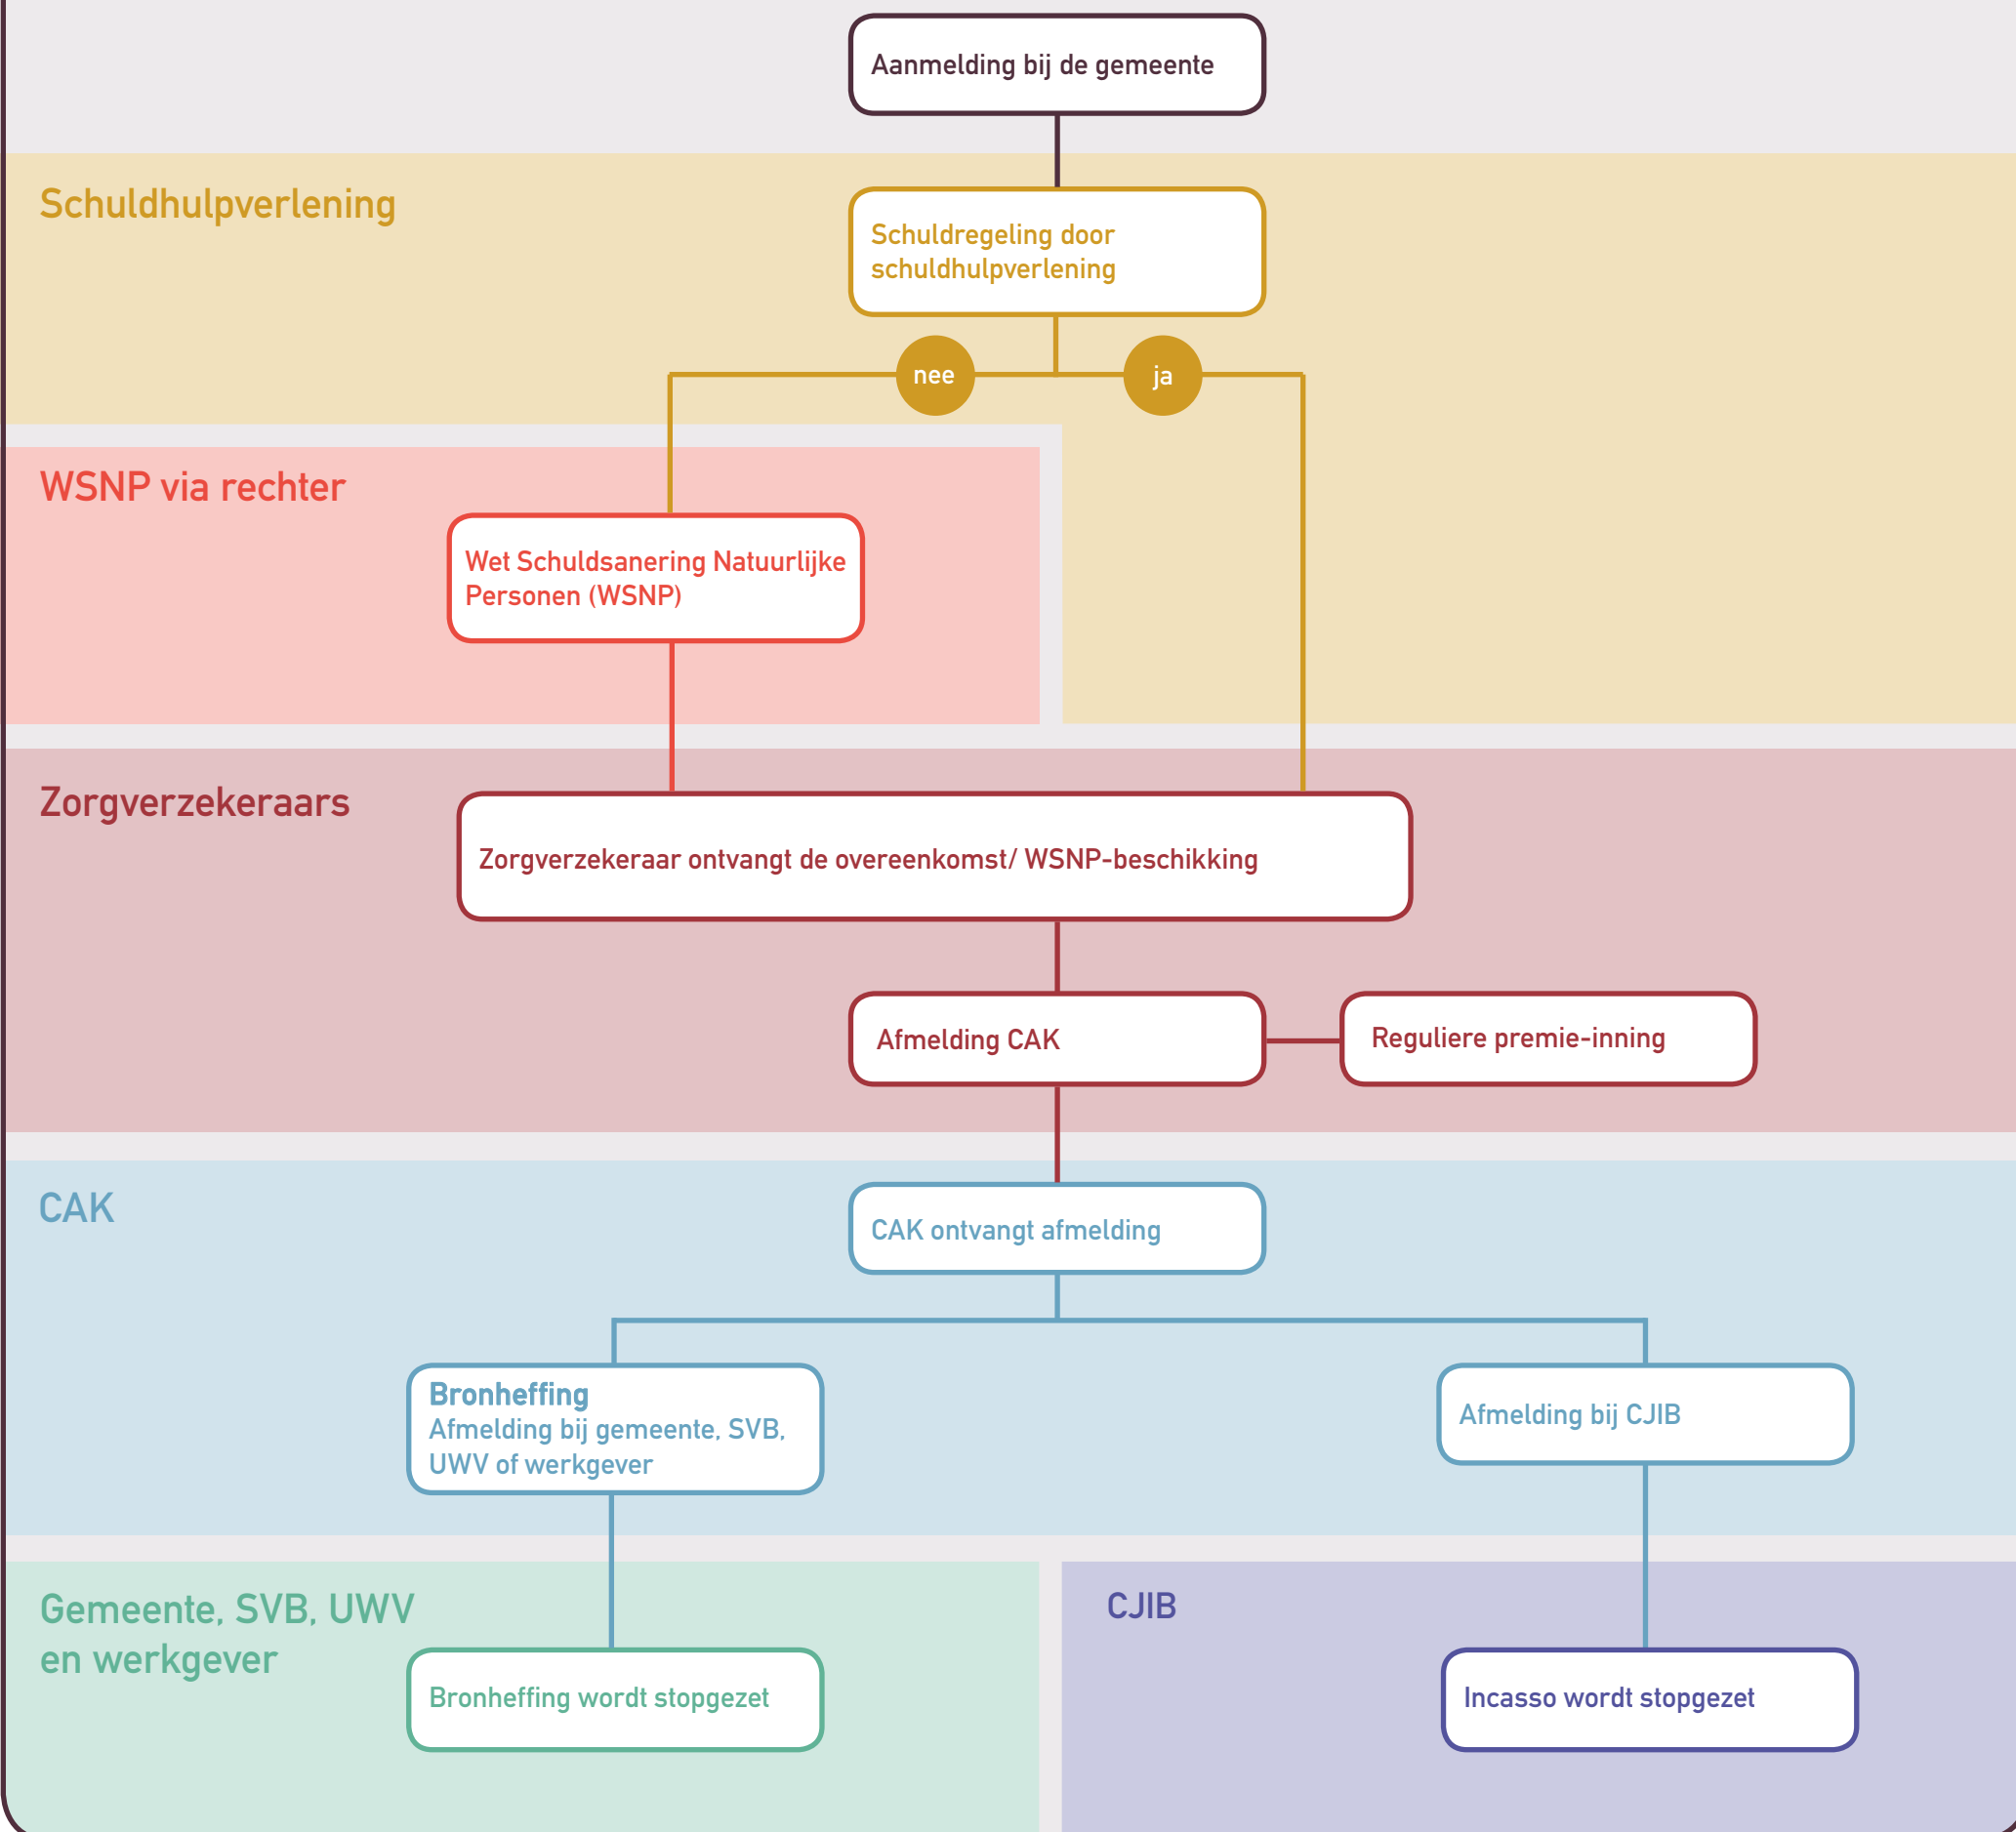 Aanmelding bij de gemeente
Schuldhulpverlening
Schuldregeling door
schuldhulpverlening
nee
ja
WSNP via rechter
Wet Schuldsanering Natuurlijke
Personen (WSNP)
Zorgverzekeraars
Zorgverzekeraar ontvangt de overeenkomst/ WSNP-beschikking
Afmelding CAK
Reguliere premie-inning
CAK
CAK ontvangt afmelding
Bronheffing
Afmelding bij gemeente, SVB,
UWV of werkgever
Afmelding bij CJIB
Gemeente, SVB, UWV
en werkgever
Bronheffing wordt stopgezet
CJIB
Incasso wordt stopgezet